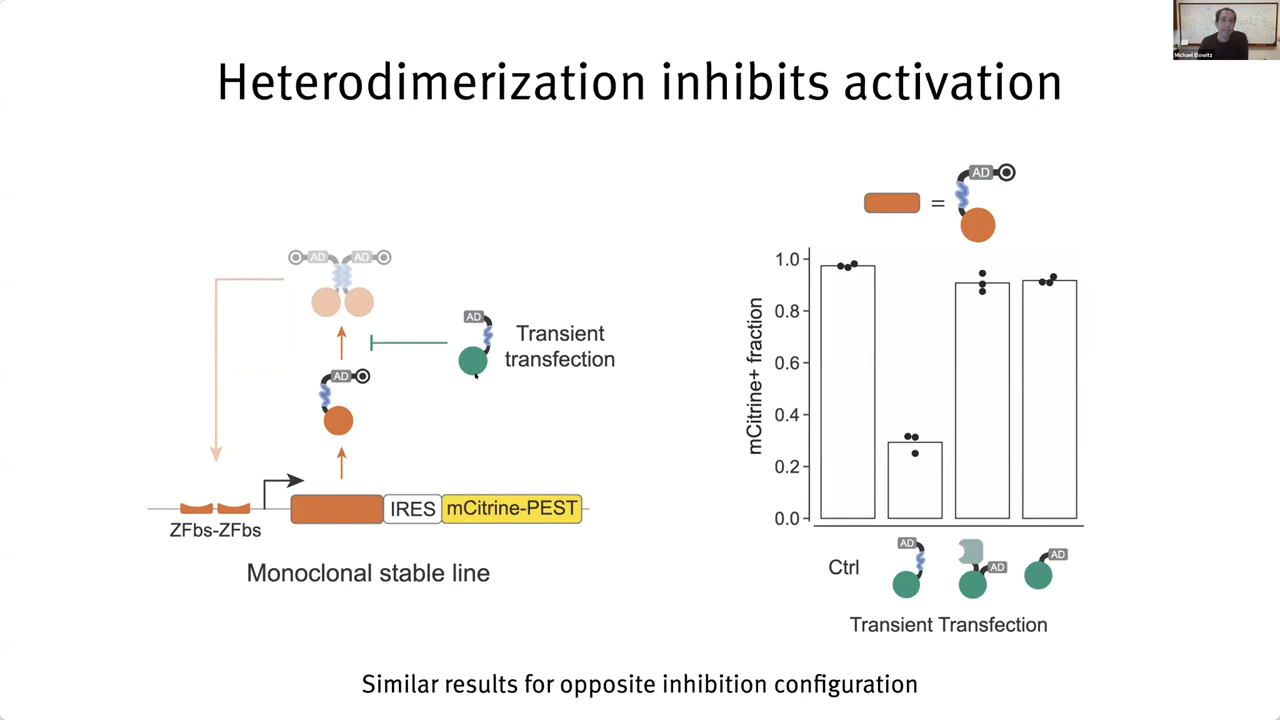 Michael Elowitz
Heterodimerization inhibits activation
AD AD
AD
Transient
transfection
AD
ZFbs-ZFbs
IRES
mCitrine-PEST
Monoclonal stable line
AD
=
mCitrine+ fraction
1.0
0.8
0.6
0.4
0.2
0.0
Ctrl
AD
AD
AD
Transient Transfection
Similar results for opposite inhibition configuration